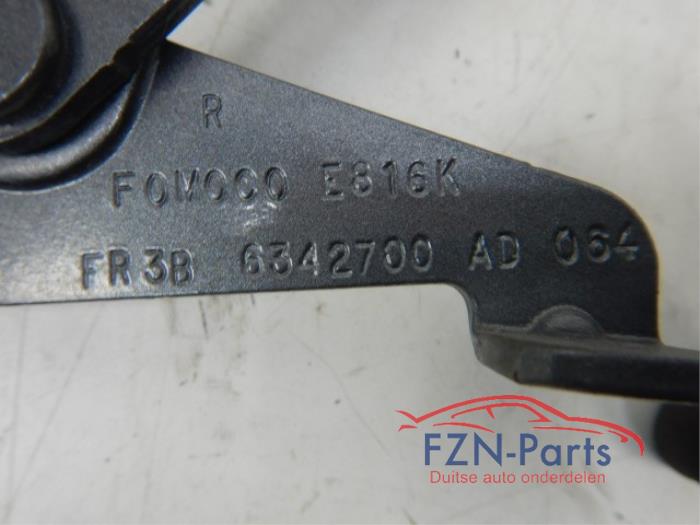 R
FOMOCO E816K
FR3B 6342700 AD 064
FZN-Parts
Duitse auto onderdelen